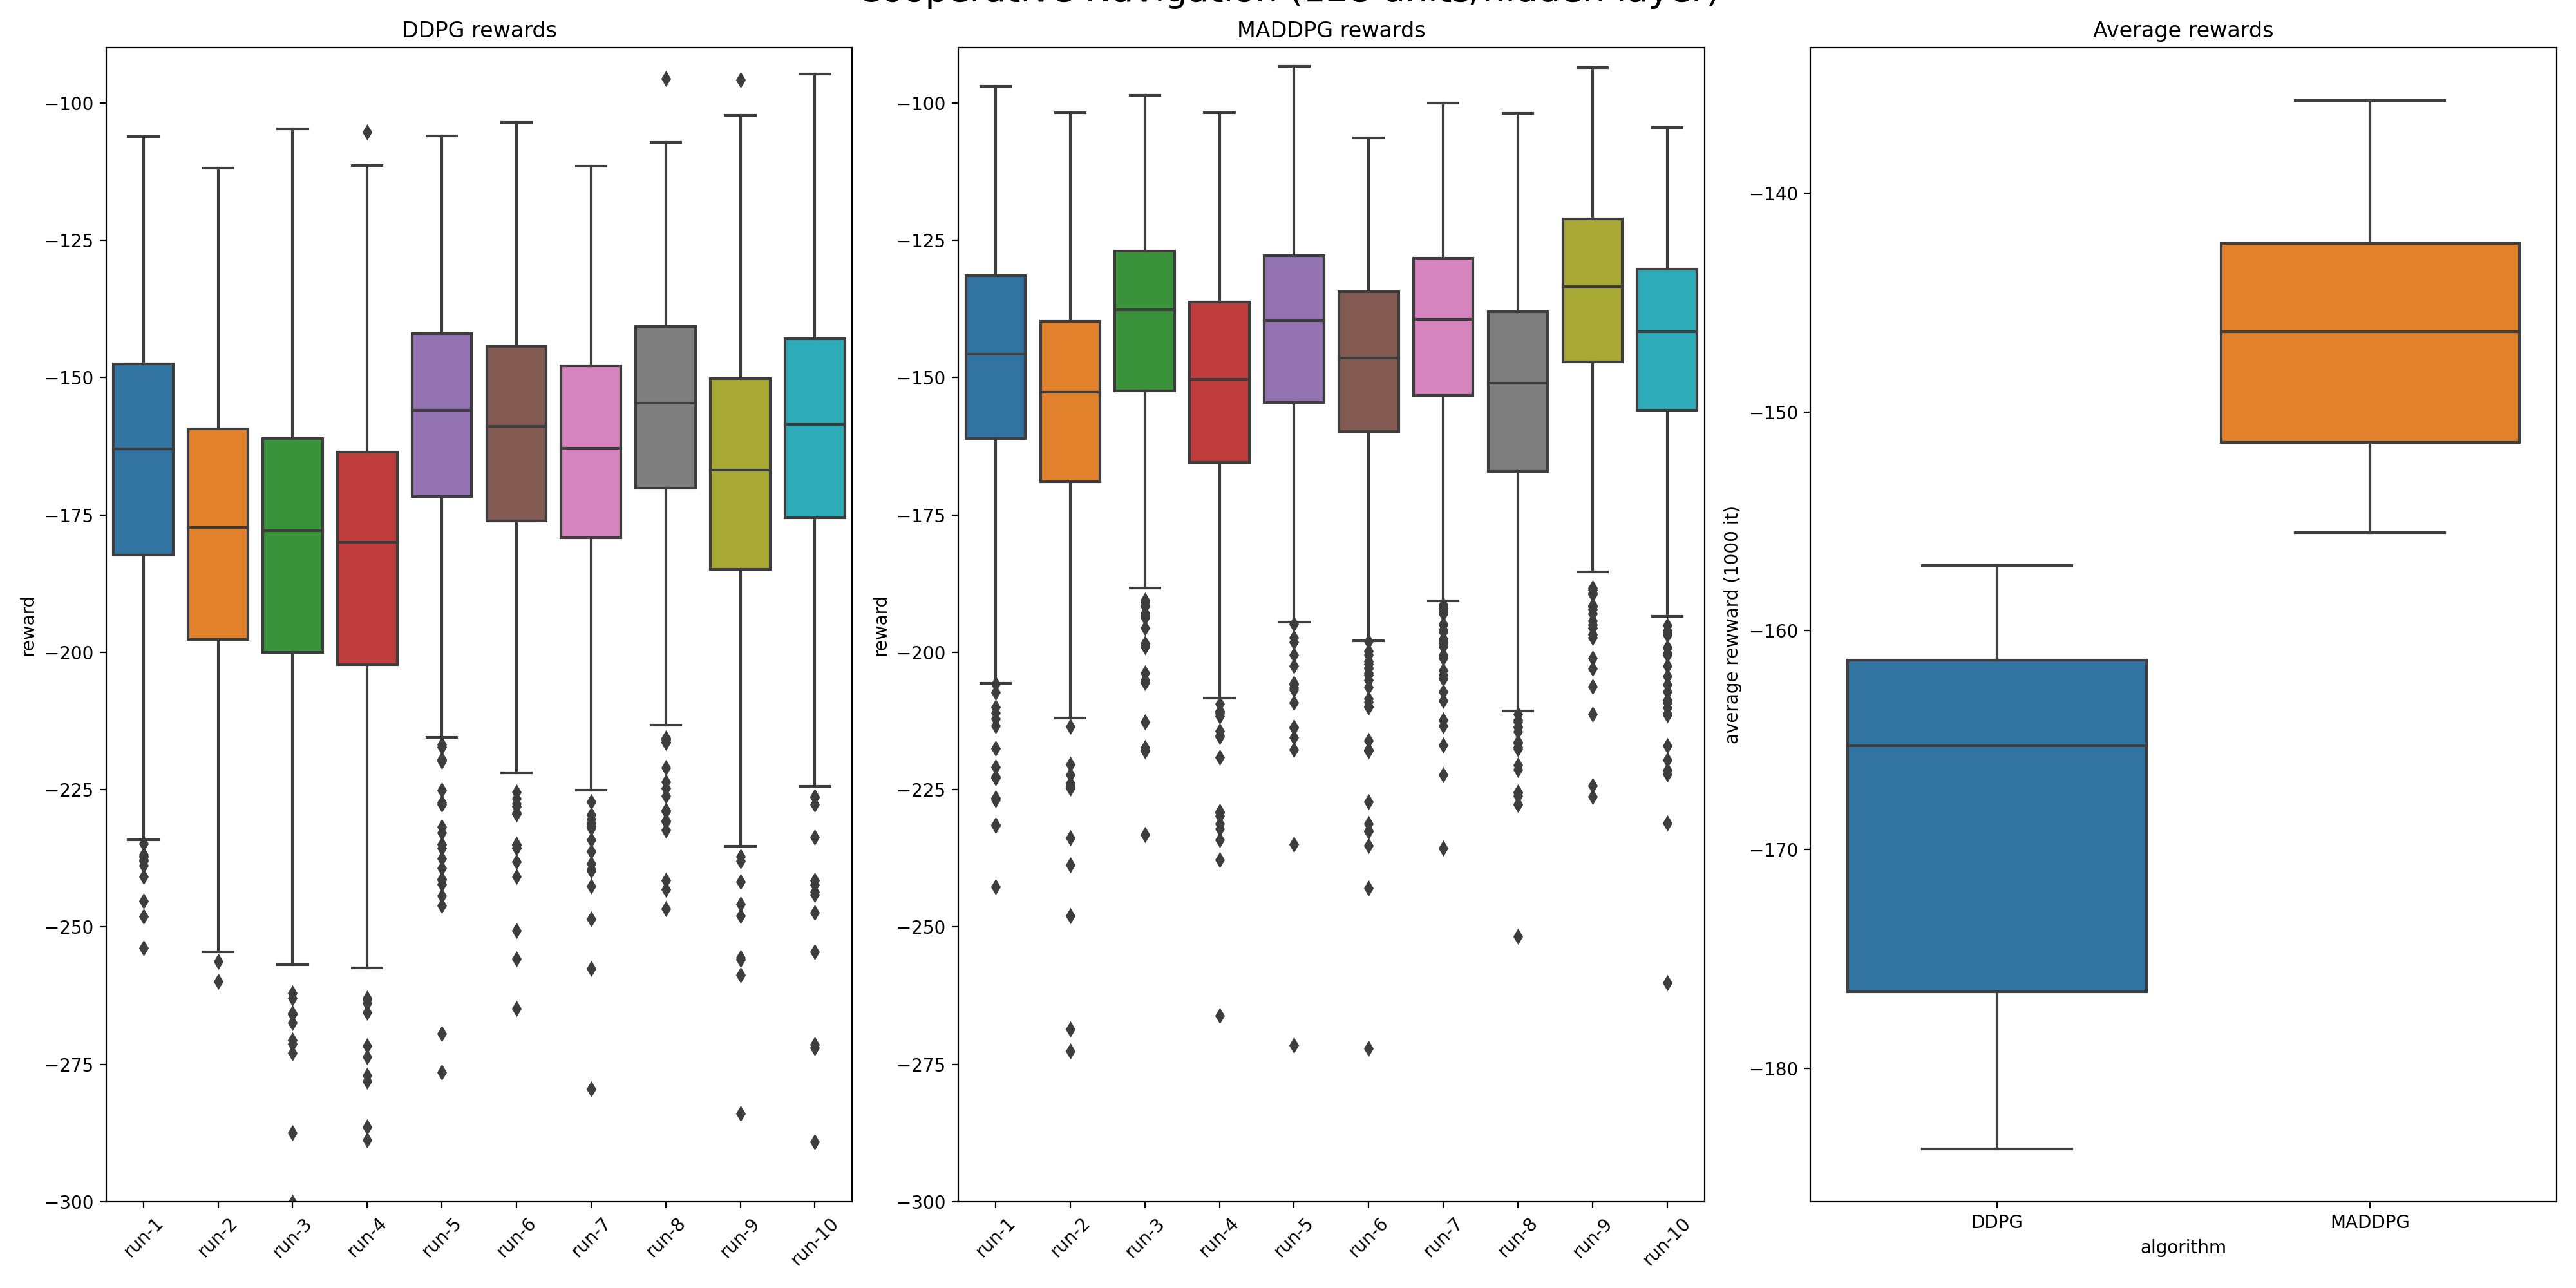 DDPG rewards
MADDPG rewards
Average rewards
reward
−100
−125
−150
−175
−200
−225
−250
−275
−300
run-1
run-2
run-3
run-4
run-5
run-6
run-7
run-8
run-9
run-10
reward
−100
−125
−150
−175
−200
−225
−250
−275
−300
run-1
run-2
run-3
run-4
run-5
run-6
run-7
run-8
run-9
run-10
average rewward (1000 it)
−140
−150
−160
−170
−180
DDPG
MADDPG
algorithm